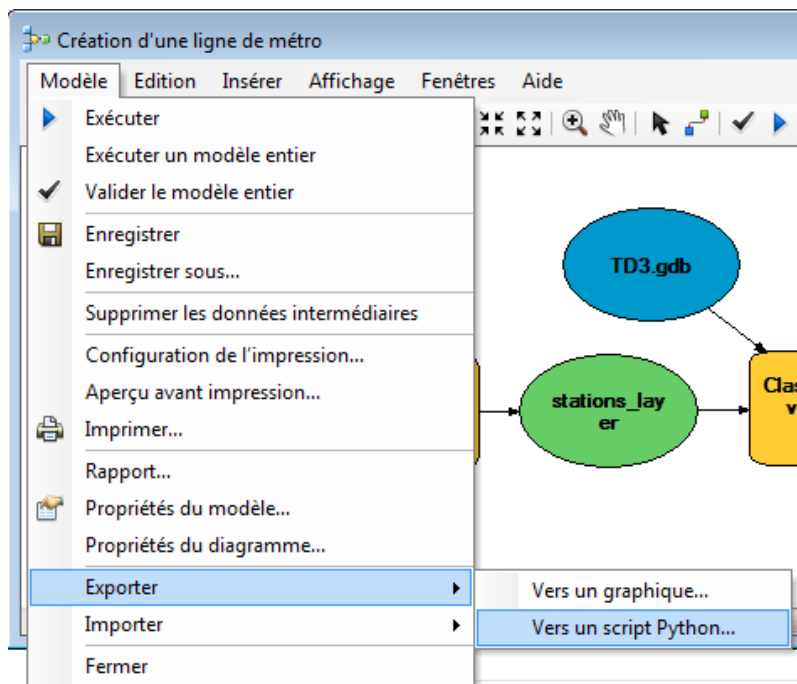 Création d'une ligne de métro
Modèle Edition Insérer Affichage Fenêtres Aide
Exécuter
Exécuter un modèle entier
Valider le modèle entier
Enregistrer
Enregistrer sous...
Supprimer les données intermédiaires
Configuration de l'impression...
Aperçu avant impression...
Imprimer...
Rapport...
Propriétés du modèle...
Propriétés du diagramme...
Exporter
Importer
Fermer
Vers un graphique...
Vers un script Python...
TD3.gdb
stations_lay
er
Clas
v